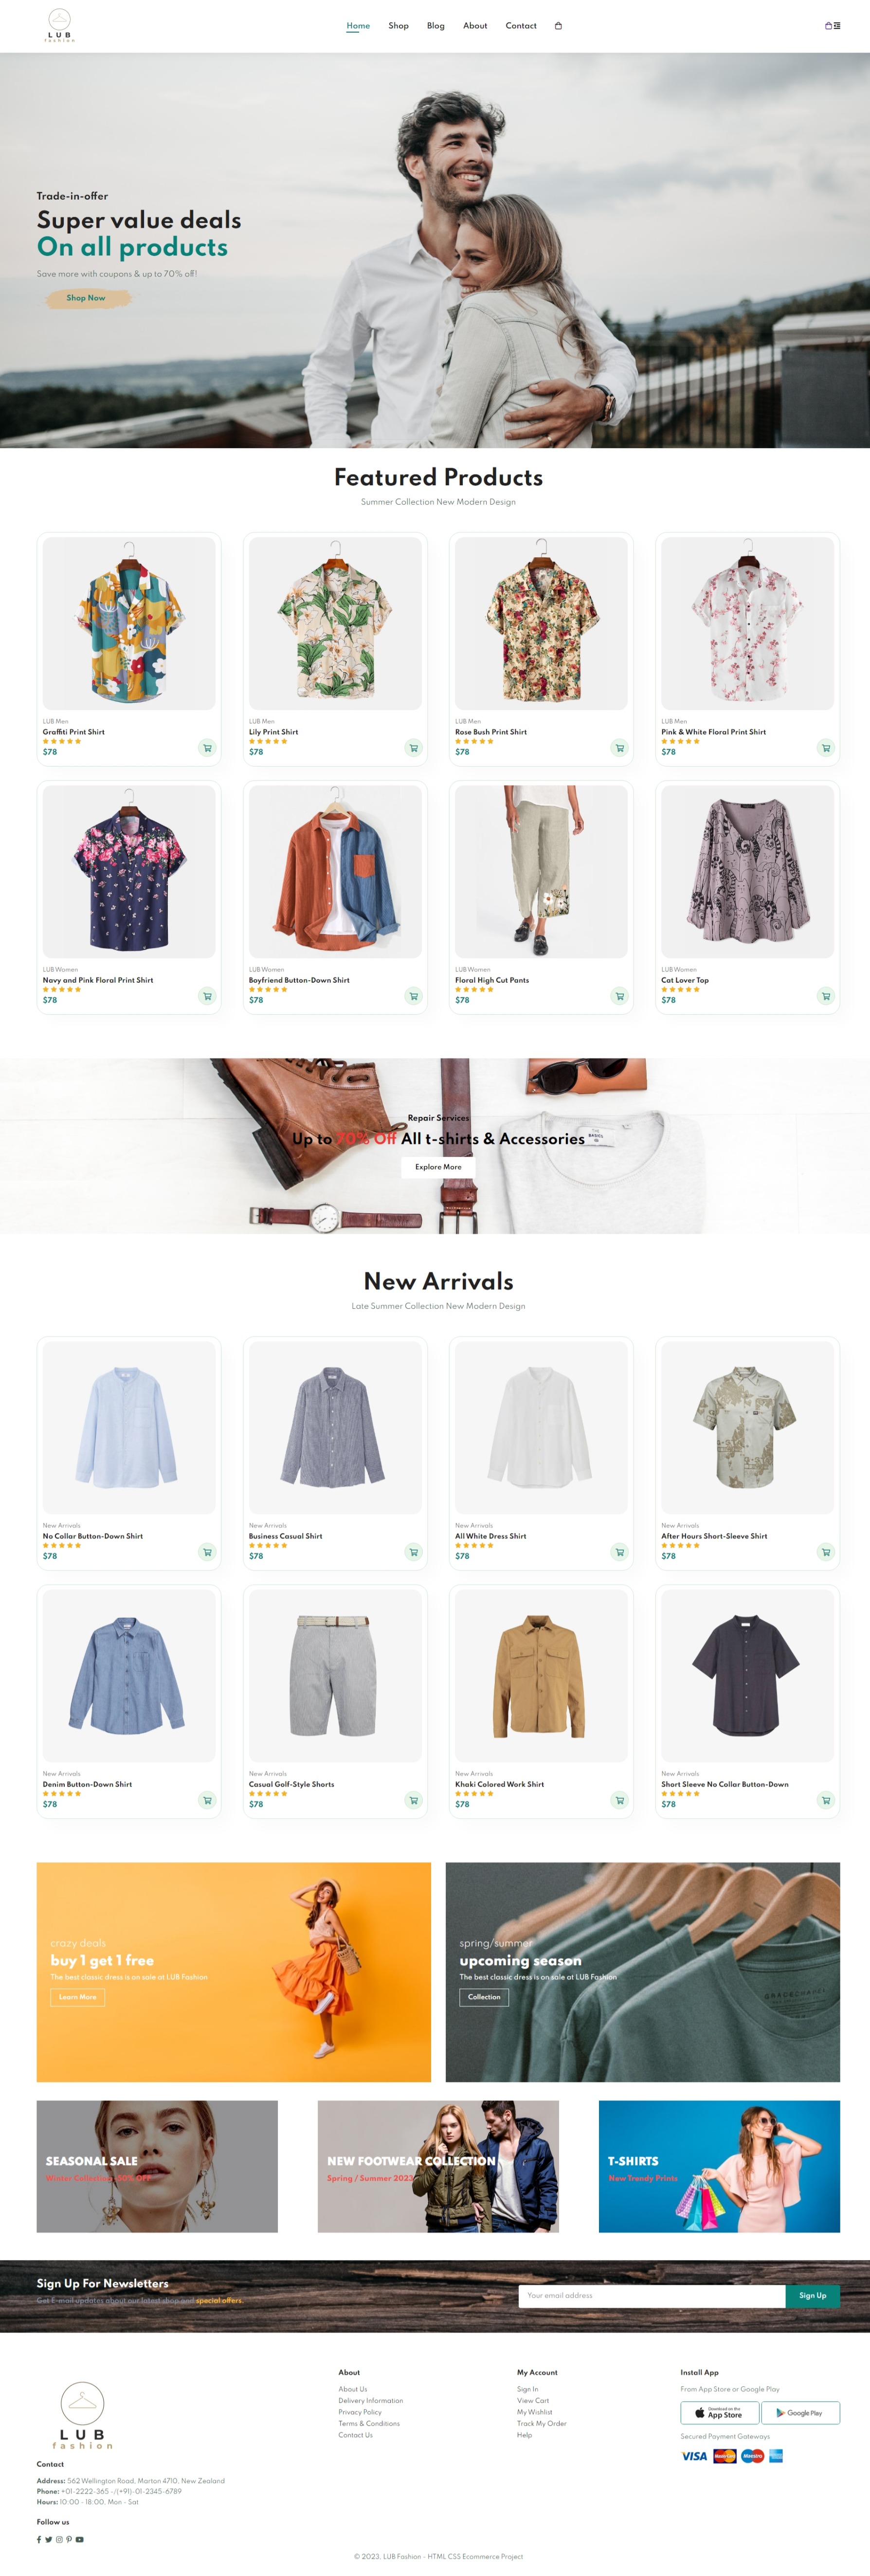 LUB
fashion
Home
Shop
Blog
About
Contact
Trade-in-offer
Super value deals
On all products
Save more with coupons & up to 70% off!
Shop Now
Featured Products
Summer Collection New Modern Design
LUB Men
Graffiti Print Shirt
$78
LUB Men
Lily Print Shirt
$78
LUB Men
Rose Bush Print Shirt
$78
LUB Men
Pink & White Floral Print Shirt
$78
LUB Women
Navy and Pink Floral Print Shirt
$78
LUB Women
Boyfriend Button-Down Shirt
$78
LUB Women
Floral High Cut Pants
$78
LUB Women
Cat Lover Top
$78
Repair Services
Up to 70% Off All t-shirts & Accessories
Explore More
THE
BASICS
New Arrivals
Late Summer Collection New Modern Design
New Arrivals
No Collar Button-Down Shirt
$78
New Arrivals
Business Casual Shirt
$78
New Arrivals
All White Dress Shirt
$78
New Arrivals
After Hours Short-Sleeve Shirt
$78
New Arrivals
Denim Button-Down Shirt
$78
New Arrivals
Casual Golf-Style Shorts
$78
New Arrivals
Khaki Colored Work Shirt
$78
New Arrivals
Short Sleeve No Collar Button-Down
$78
crazy deals
buy 1 get 1 free
The best classic dress is on sale at LUB Fashion
Learn More
spring/summer
upcoming season
The best classic dress is on sale at LUB Fashion
Collection
GRACECHAPEL
SEASONAL SALE
Winter Collection -50% OFF
NEW FOOTWEAR COLLECTION
Spring / Summer 2023
T-SHIRTS
New Trendy Prints
Sign Up For Newsletters
Get E-mail updates about our latest shop and special offers.
Your email address
Sign Up
LUB
fashion
Contact
Address: 562 Wellington Road, Morton 4710, New Zealand
Phone: +01-2222-365 -/(+91)-01-2345-6789
Hours: 10:00 - 18:00, Mon - Sat
Follow us
About
About Us
Delivery Information
Privacy Policy
Terms & Conditions
Contact Us
My Account
Sign In
View Cart
My Wishlist
Track My Order
Help
Install App
From App Store or Google Play
Download on the
App Store
Google Play
Secured Payment Gateways
VISA
MasterCard
Maestro
© 2023, LUB Fashion - HTML CSS Ecommerce Project